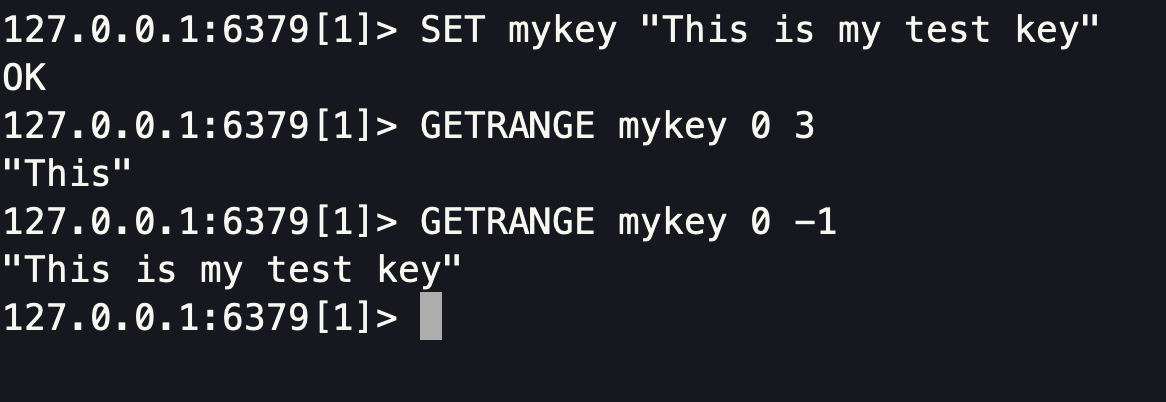 127.0.0.1:6379[1]> SET mykey "This is my test key"
OK
127.0.0.1:6379[1]> GETRANGE mykey 0 3
"This"
127.0.0.1:6379[1]> GETRANGE mykey 0 -1
"This is my test key"
127.0.0.1:6379[1]>